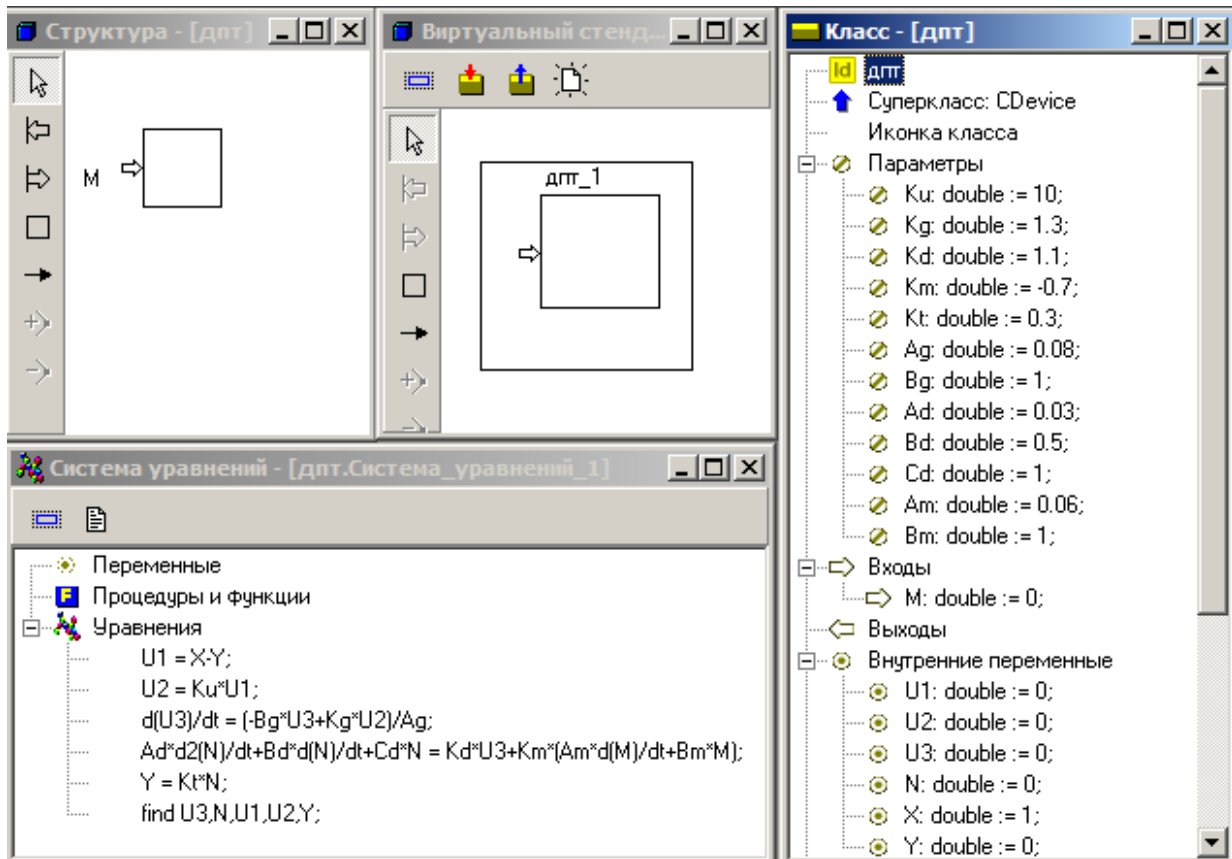 Структура - [дпт]
M
Виртуальный стенд...
дпт_1
Система уравнений - [дпт.Система_уравнений_1]
Переменные
F Процедуры и функции
Уравнения
U1 = X-Y;
U2 = Ku*U1;
d(U3)/dt = (-Bg*U3+Kg*U2)/Ag;
Ad*d2(N)/dt+Bd*d(N)/dt+Cd*N = Kd*U3+Km*(Am*d(M)/dt+Bm*M);
Y = Kt*N;
find U3,N,U1,U2,Y;
Класс - [дпт]
Id дпт
Суперкласс: CDevice
Иконка класса
Параметры
Ku: double := 10;
Kg: double := 1.3;
Kd: double := 1.1;
Km: double := -0.7;
Kt: double := 0.3;
Ag: double := 0.08;
Bg: double := 1;
Ad: double := 0.03;
Bd: double := 0.5;
Cd: double := 1;
Am: double := 0.06;
Bm: double := 1;
Входы
M: double := 0;
Выходы
Внутренние переменные
U1: double := 0;
U2: double := 0;
U3: double := 0;
N: double := 0;
X: double := 1;
Y: double := 0;